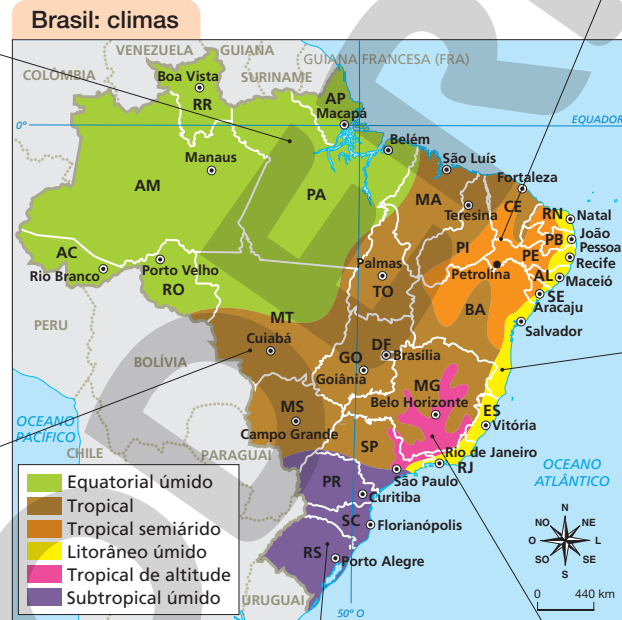 Brasil: climas
VENEZUELA
GUIANA
COLÔMBIA
SURINAME
GUIANA FRANCESA (FRA)
Boa Vista
RR
AP
Macapá
0°
EQUADOR
Belém
São Luís
Manaus
Fortaleza
AM
PA
MA
Teresina
CE
RN
Natal
PB
João
Pessoa
PI
PE
Recife
AC
Rio Branco
Porto Velho
RO
Palmas
TO
Petrolina
AL
Maceió
SE
Aracaju
BA
Salvador
PERU
MT
Cuiabá
BOLÍVIA
GO
Goiânia
DF
Brasília
MG
Belo Horizonte
ES
Vitória
MS
Campo Grande
OCEANO
PACÍFICO
CHILE
PARAGUAI
SP
São Paulo
Rio de Janeiro
RJ
OCEANO
ATLÂNTICO
PR
Curitiba
SC
Florianópolis
RS
Porto Alegre
URUGUAI
50° O
Equatorial úmido
Tropical
Tropical semiárido
Litorâneo úmido
Tropical de altitude
Subtropical úmido
N
NO
NE
O
L
SO
SE
S
0
440 km